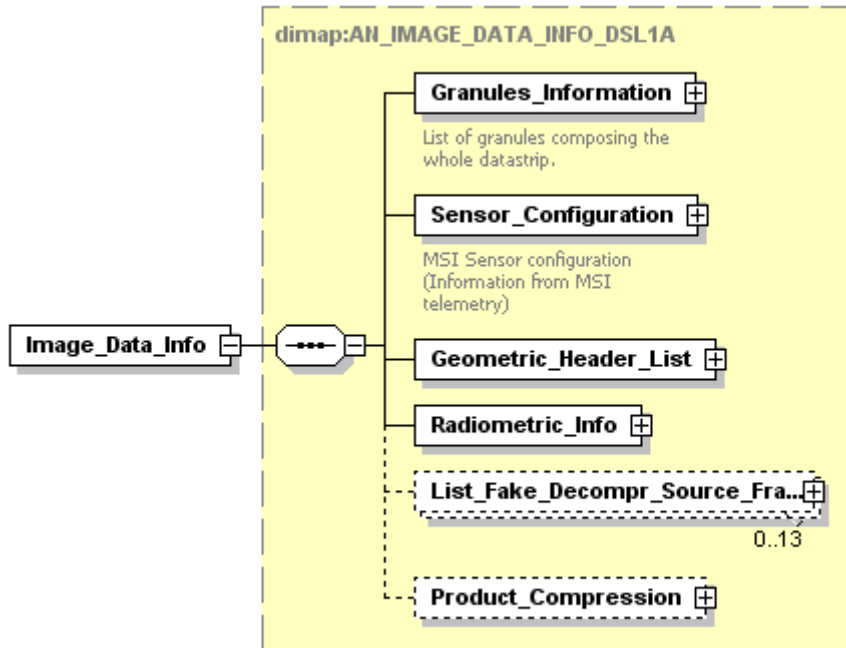 dimap:AN_IMAGE_DATA_INFO_DSL1A
Granules_Information
List of granules composing the
whole datastrip.
Sensor_Configuration
MSI Sensor configuration
(Information from MSI
telemetry)
Image_Data_Info
Geometric_Header_List
Radiometric_Info
List_Fake_Decompr_Source_Fra...
0..13
Product_Compression